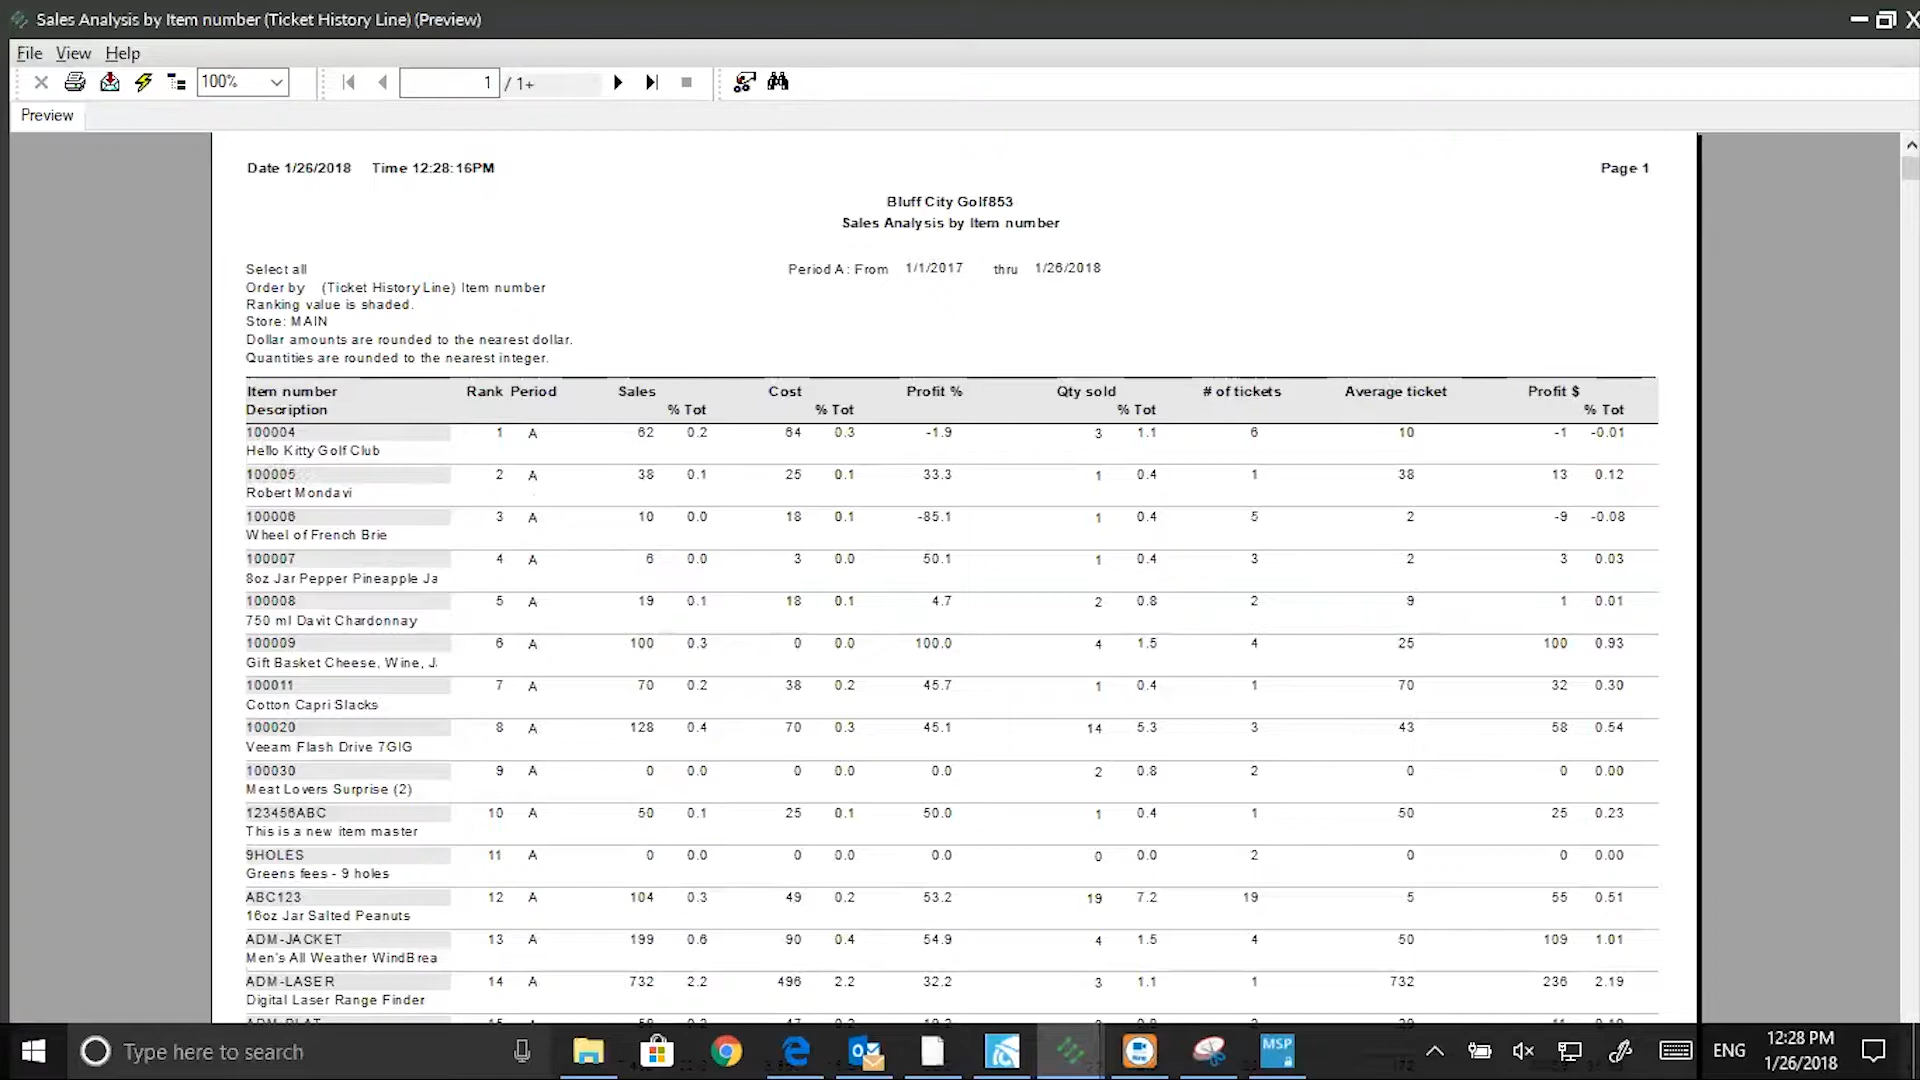 Sales Analysis by Item number (Ticket History Line) (Preview)
File View Help
100% 1 / 1+
Preview
Date 1/26/2018 Time 12:28:16PM Page 1
Bluff City Golf853
Sales Analysis by Item number
Select all Period A: From 1/1/2017 thru 1/26/2018
Order by (Ticket History Line) Item number
Ranking value is shaded.
Store: MAIN
Dollar amounts are rounded to the nearest dollar.
Quantities are rounded to the nearest integer.
Item number Rank Period Sales Cost Profit % Qty sold # of tickets Average ticket Profit $
Description % Tot % Tot % Tot % Tot
100004 1 A 62 0.2 64 0.3 -1.9 3 1.1 6 10 -1 -0.01
Hello Kitty Golf Club
100005 2 A 38 0.1 25 0.1 33.3 1 0.4 1 38 13 0.12
Robert Mondavi
100006 3 A 10 0.0 18 0.1 -85.1 1 0.4 5 2 -9 -0.08
Wheel of French Brie
100007 4 A 6 0.0 3 0.0 50.1 1 0.4 3 2 3 0.03
8oz Jar Pepper Pineapple Ja
100008 5 A 19 0.1 18 0.1 4.7 2 0.8 2 9 1 0.01
750 ml Davit Chardonnay
100009 6 A 100 0.3 0 0.0 100.0 4 1.5 4 25 100 0.93
Gift Basket Cheese, Wine, J
100011 7 A 70 0.2 38 0.2 45.7 1 0.4 1 70 32 0.30
Cotton Capri Slacks
100020 8 A 128 0.4 70 0.3 45.1 14 5.3 3 43 58 0.54
Veeam Flash Drive 7GIG
100030 9 A 0 0.0 0 0.0 0.0 2 0.8 2 0 0 0.00
Meat Lovers Surprise (2)
123456ABC 10 A 50 0.1 25 0.1 50.0 1 0.4 1 50 25 0.23
This is a new item master
9HOLES 11 A 0 0.0 0 0.0 0.0 0 0.0 2 0 0 0.00
Greens fees - 9 holes
ABC123 12 A 104 0.3 49 0.2 53.2 19 7.2 19 5 55 0.51
16oz Jar Salted Peanuts
ADM-JACKET 13 A 199 0.6 90 0.4 54.9 4 1.5 4 50 109 1.01
Men's All Weather WindBrea
ADM-LASER 14 A 732 2.2 496 2.2 32.2 3 1.1 1 732 236 2.19
Digital Laser Range Finder
Type here to search MSP ENG 12:28 PM
1/26/2018